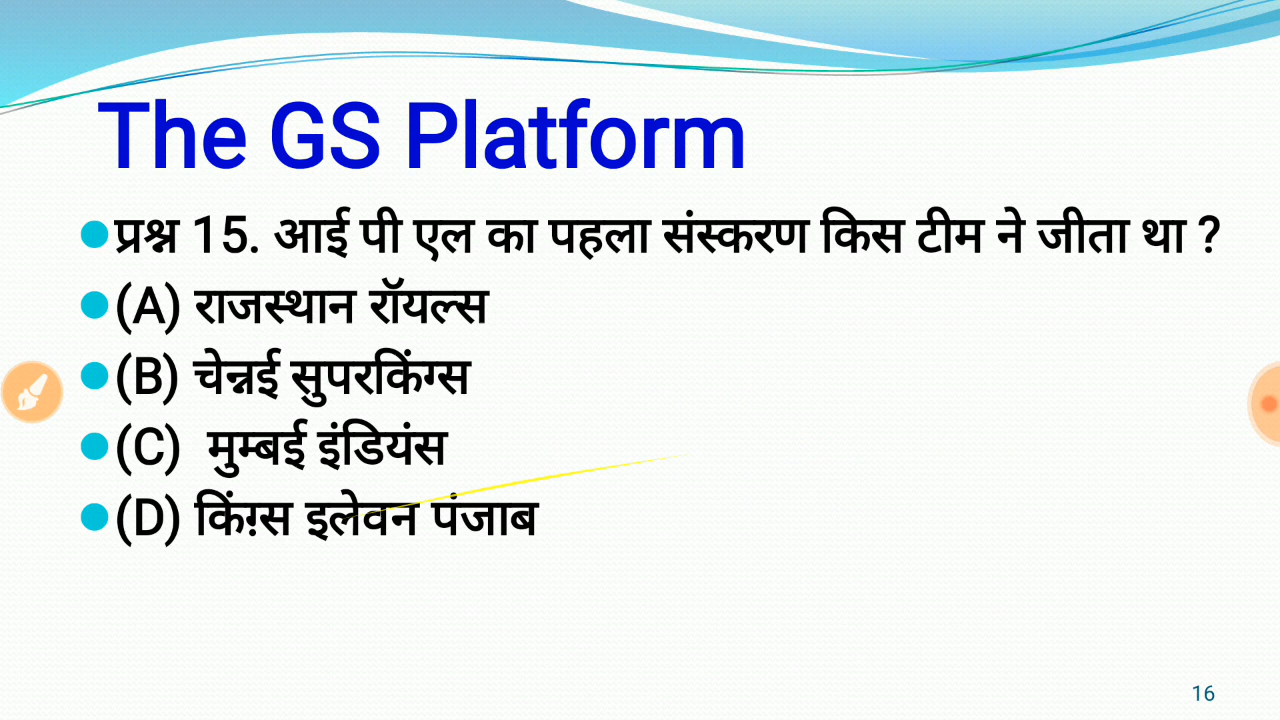 The GS Platform
प्रश्न 15. आई पी एल का पहला संस्करण किस टीम ने जीता था ?
(A) राजस्थान रॉयल्स
(B) चेन्नई सुपरकिंग्स
(C) मुम्बई इंडियंस
(D) किंग़्स इलेवन पंजाब
16